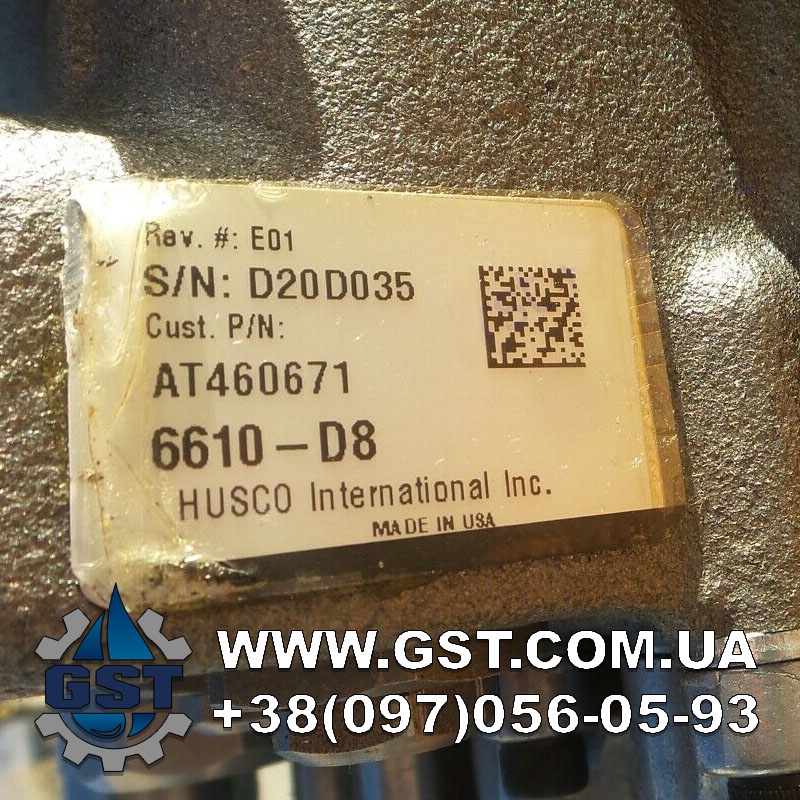 Rev. #: E01
S/N: D20D035
Cust. P/N:
AT460671
6610-D8
HUSCO International Inc.
MADE IN USA
GST
WWW.GST.COM.UA
+38(097)056-05-93